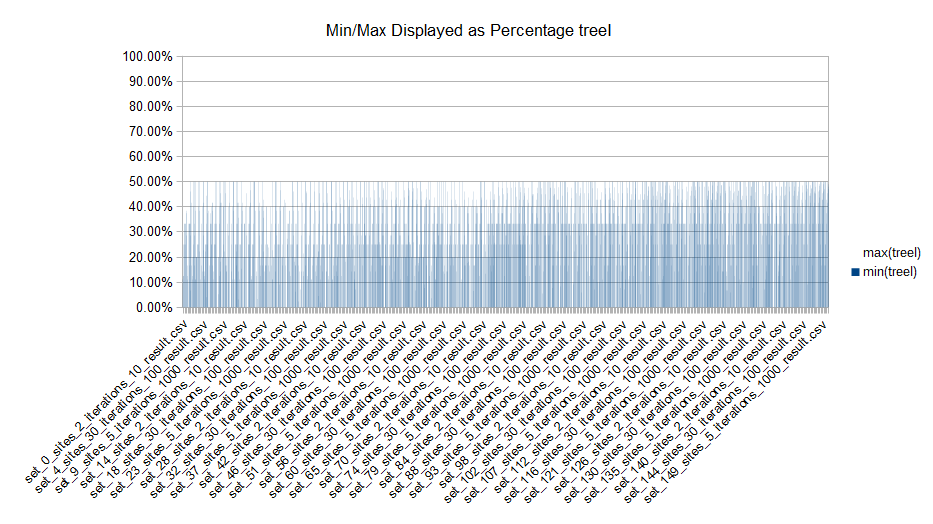 Min/Max Displayed as Percentage treel
100.00%
90.00%
80.00%
70.00%
60.00%
50.00%
40.00%
30.00%
20.00%
10.00%
0.00%
max(treel)
min(treel)
set_0_sites_2_iterations_10_result.csv
set_4_sites_30_iterations_100_result.csv
set_9_sites_5_iterations_1000_result.csv
set_14_sites_2_iterations_10_result.csv
set_18_sites_30_iterations_100_result.csv
set_23_sites_5_iterations_1000_result.csv
set_28_sites_2_iterations_10_result.csv
set_32_sites_30_iterations_100_result.csv
set_37_sites_5_iterations_1000_result.csv
set_42_sites_2_iterations_10_result.csv
set_46_sites_30_iterations_100_result.csv
set_51_sites_5_iterations_1000_result.csv
set_56_sites_2_iterations_10_result.csv
set_60_sites_30_iterations_100_result.csv
set_65_sites_5_iterations_1000_result.csv
set_70_sites_2_iterations_10_result.csv
set_74_sites_30_iterations_100_result.csv
set_79_sites_5_iterations_1000_result.csv
set_84_sites_2_iterations_10_result.csv
set_88_sites_30_iterations_100_result.csv
set_93_sites_5_iterations_1000_result.csv
set_98_sites_2_iterations_10_result.csv
set_102_sites_30_iterations_100_result.csv
set_107_sites_5_iterations_1000_result.csv
set_112_sites_2_iterations_10_result.csv
set_116_sites_30_iterations_100_result.csv
set_121_sites_5_iterations_1000_result.csv
set_126_sites_2_iterations_10_result.csv
set_130_sites_30_iterations_100_result.csv
set_135_sites_5_iterations_1000_result.csv
set_140_sites_2_iterations_10_result.csv
set_144_sites_30_iterations_100_result.csv
set_149_sites_5_iterations_1000_result.csv